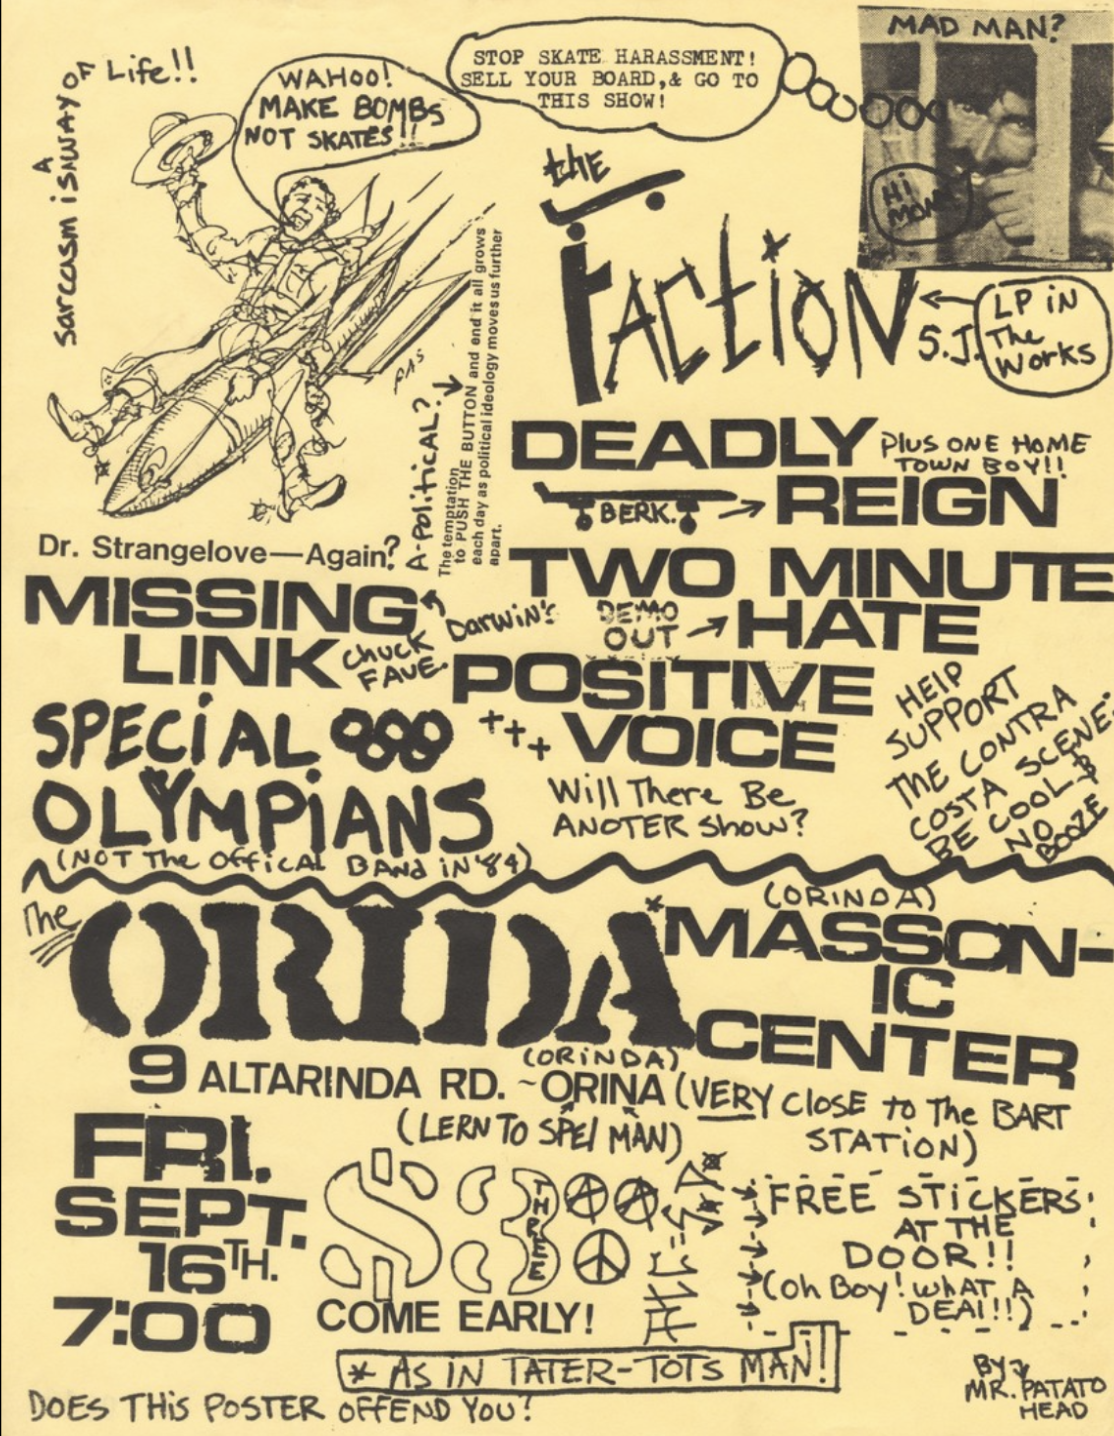 sarcasm is A WAY OF Life!!
WAHOO!
MAKE BOMBS
NOT SKATES!!
STOP SKATE HARASSMENT!
SELL YOUR BOARD,& GO TO
THIS SHOW!
MAD MAN?
Hi
MOM!
the
FACtiON
S.J.
LP iN
The
Works
PAS
A-Political?
The temptation
to PUSH THE BUTTON and end it all grows
each day as political ideology moves us further
apart.
Dr. Strangelove—Again?
DEADLY
PLUS ONE HOME
TOWN BOY!!
BERK.
REIGN
TWO MINUTE
DEMO
OUT
HATE
MISSING
LINK
Darwin's
Chuck
FAVE.
POSITIVE
+++ VOICE
SPECiAL
OLYMPiANS
(NOT The OfficAL BANd iN '84)
Will There Be
ANOTER Show?
HELP
SUPPORT
THE CONTRA
COSTA SCENE:
BE COOL $
NO
BOOZE
The
ORIDA*
(ORINDA)
MASSON-
IC
CENTER
9 ALTARINDA RD. ~ORINA (VERY CLOSE to The BART
STATION)
(ORiNDA)
(LERN TO SPEl MAN)
FRI.
SEPT.
16TH.
7:00
$3
THREE
COME EARLY!
FREE STiCKERS
AT THE
DOOR!!
(Oh Boy! WHAT A
DEAl!!)
* AS IN TATER-TOTS MAN!
DOES THiS POSTER OFFEND YOU?
BY
MR. PATATO
HEAD